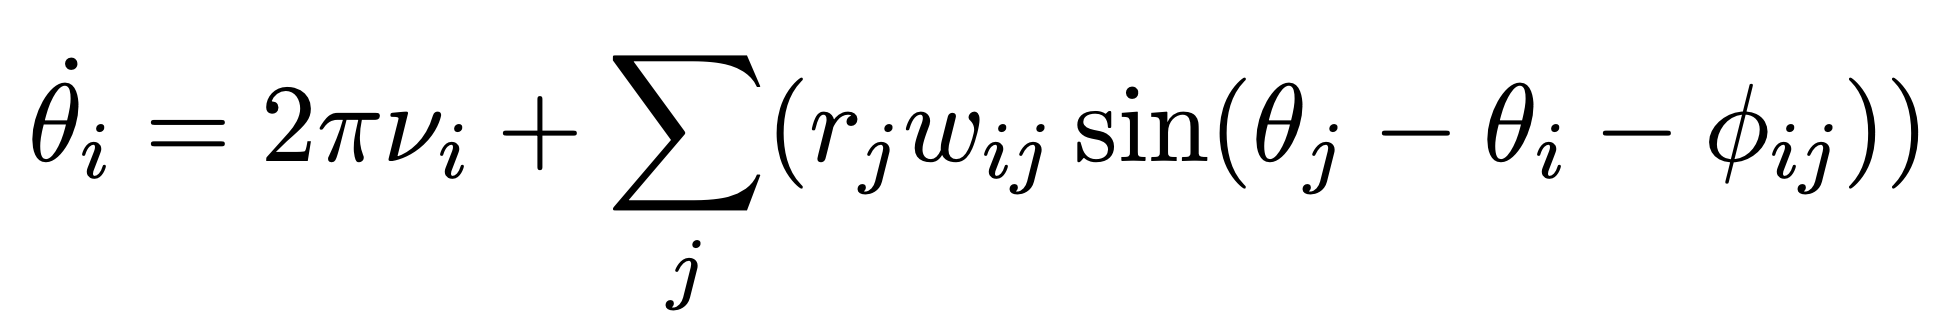 \dot{\theta}_i = 2\pi\nu_i + \sum_j (r_j w_{ij} \sin(\theta_j - \theta_i - \phi_{ij}))